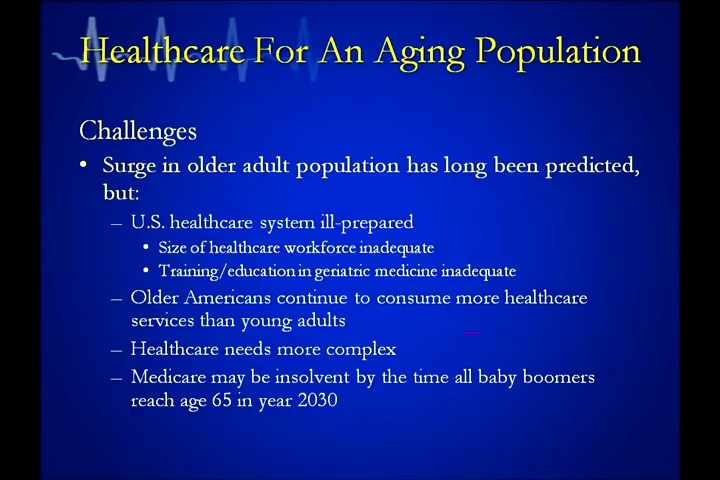 Healthcare For An Aging Population
Challenges
• Surge in older adult population has long been predicted,
but:
– U.S. healthcare system ill-prepared
• Size of healthcare workforce inadequate
• Training/education in geriatric medicine inadequate
– Older Americans continue to consume more healthcare
services than young adults
– Healthcare needs more complex
– Medicare may be insolvent by the time all baby boomers
reach age 65 in year 2030